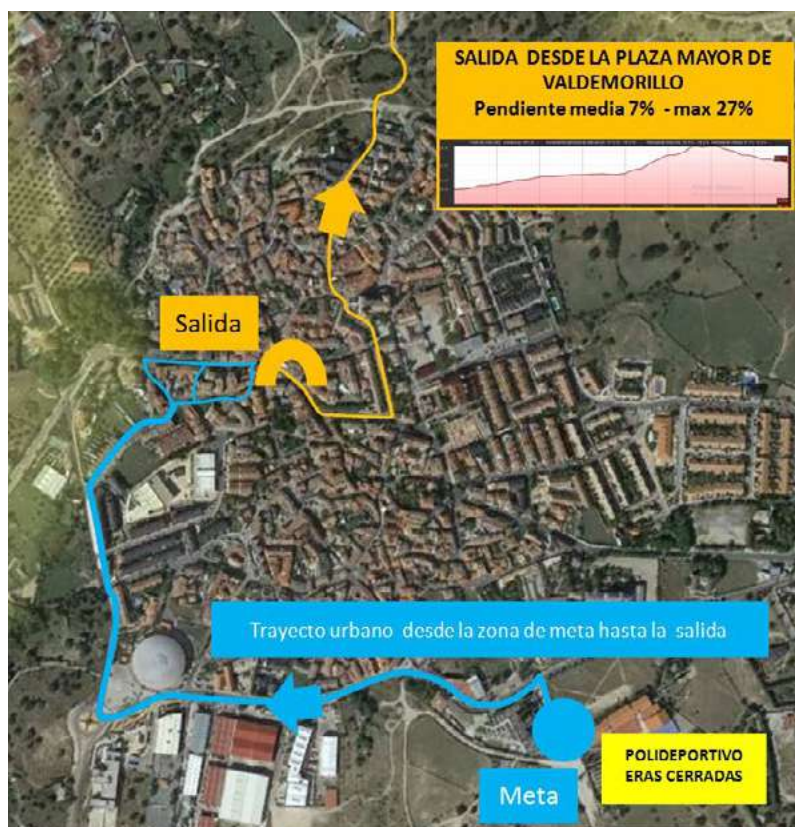 SALIDA DESDE LA PLAZA MAYOR DE
VALDEMORILLO
Pendiente media 7% - max 27%
Salida
Trayecto urbano desde la zona de meta hasta la salida
POLIDEPORTIVO
ERAS CERRADAS
Meta